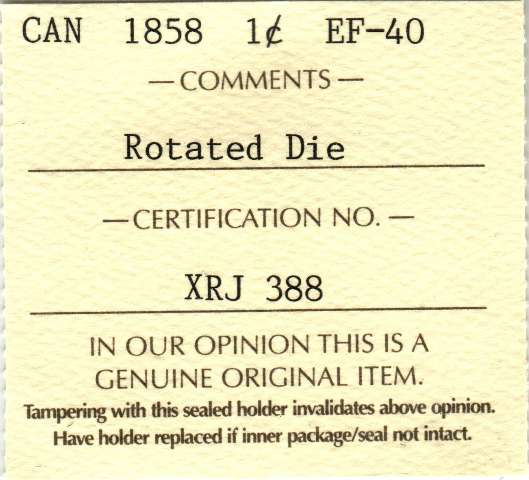 CAN 1858 1¢ EF-40
— COMMENTS —
Rotated Die
— CERTIFICATION NO. —
XRJ 388
IN OUR OPINION THIS IS A
GENUINE ORIGINAL ITEM.
Tampering with this sealed holder invalidates above opinion.
Have holder replaced if inner package/seal not intact.